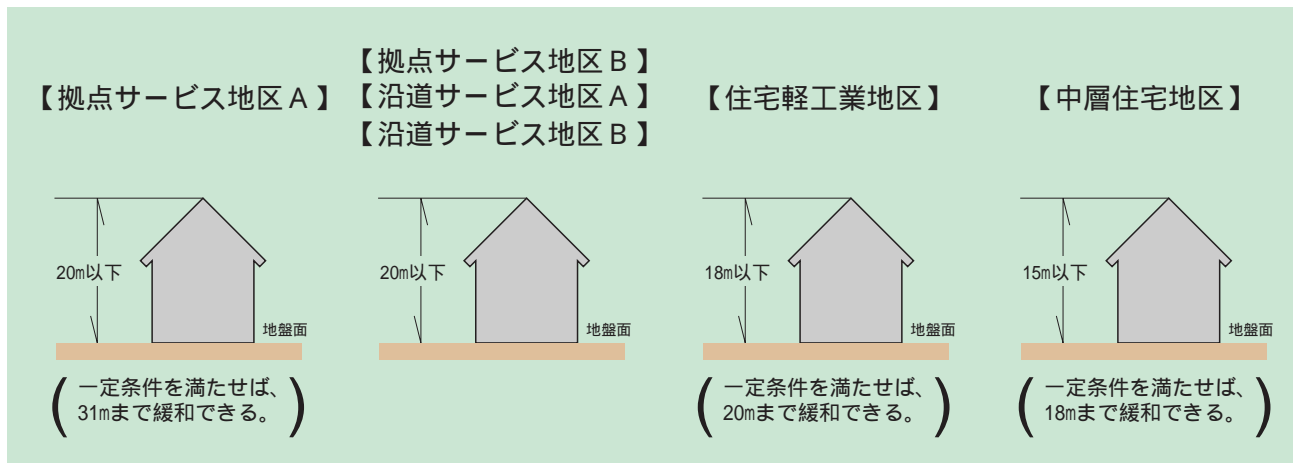 【拠点サービス地区A】
20m以下
地盤面
一定条件を満たせば、
31mまで緩和できる。
【拠点サービス地区B】
【沿道サービス地区A】
【沿道サービス地区B】
20m以下
地盤面
【住宅軽工業地区】
18m以下
地盤面
一定条件を満たせば、
20mまで緩和できる。
【中層住宅地区】
15m以下
地盤面
一定条件を満たせば、
18mまで緩和できる。